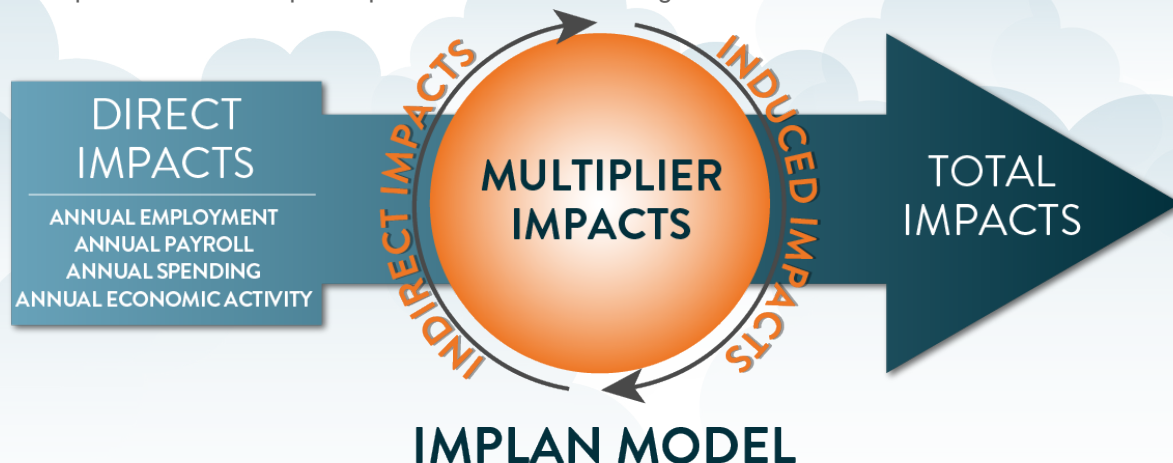 DIRECT
IMPACTS
ANNUAL EMPLOYMENT
ANNUAL PAYROLL
ANNUAL SPENDING
ANNUAL ECONOMIC ACTIVITY
INDIRECT IMPACTS
MULTIPLIER
IMPACTS
INDUCED IMPACTS
TOTAL
IMPACTS
IMPLAN MODEL